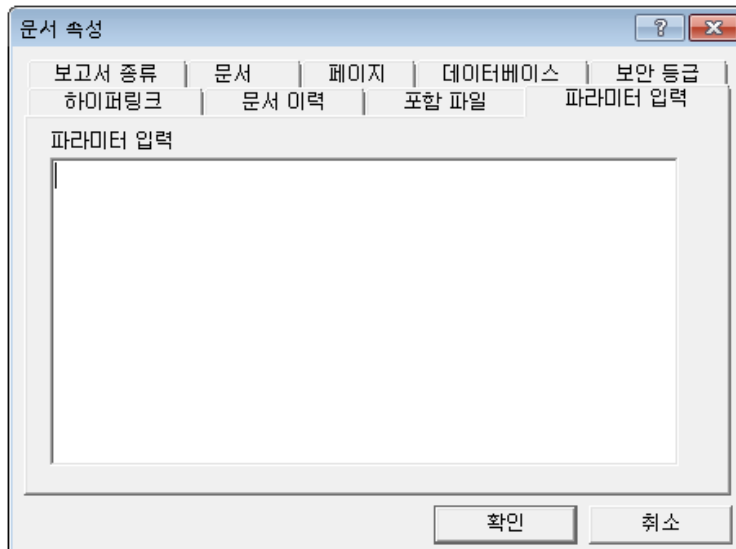 문서 속성
보고서 종류 문서 페이지 데이터베이스 보안 등급
하이퍼링크 문서 이력 포함 파일 파라미터 입력
파라미터 입력
확인 취소